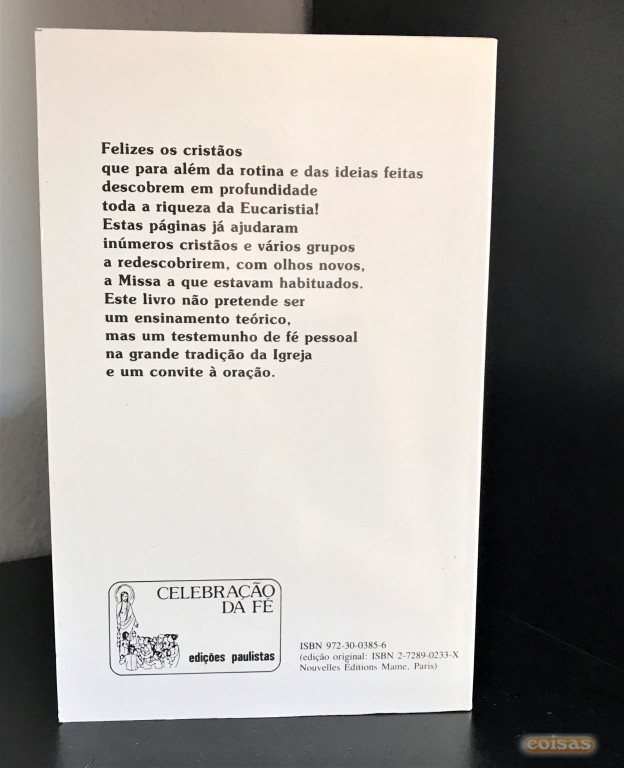 Felizes os cristãos
que para além da rotina e das ideias feitas
descobrem em profundidade
toda a riqueza da Eucaristia!
Estas páginas já ajudaram
inúmeros cristãos e vários grupos
a redescobrirem, com olhos novos,
a Missa a que estavam habituados.
Este livro não pretende ser
um ensinamento teórico,
mas um testemunho de fé pessoal
na grande tradição da Igreja
e um convite à oração.
CELEBRAÇÃO
DA FÉ
edições paulistas
ISBN 972-30-0385-6
(edição original: ISBN 2-7289-0233-X
Nouvelles Éditions Mame, Paris)
coisas